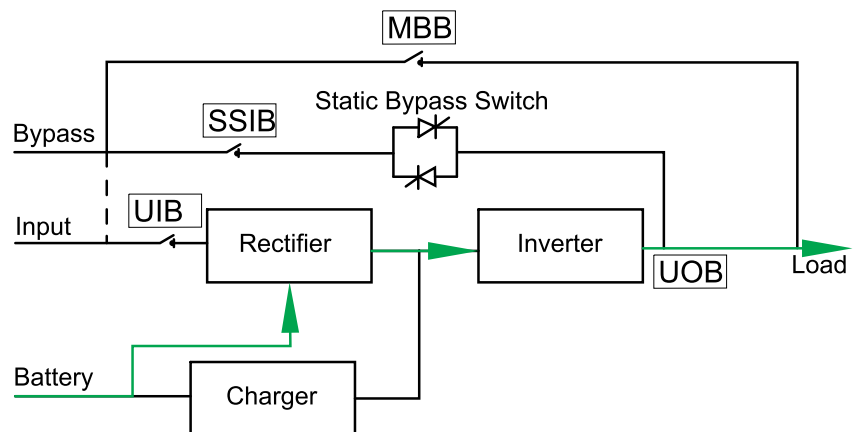 MBB
Static Bypass Switch
SSIB
Bypass
UIB
Input
Rectifier
Inverter
UOB
Load
Battery
Charger